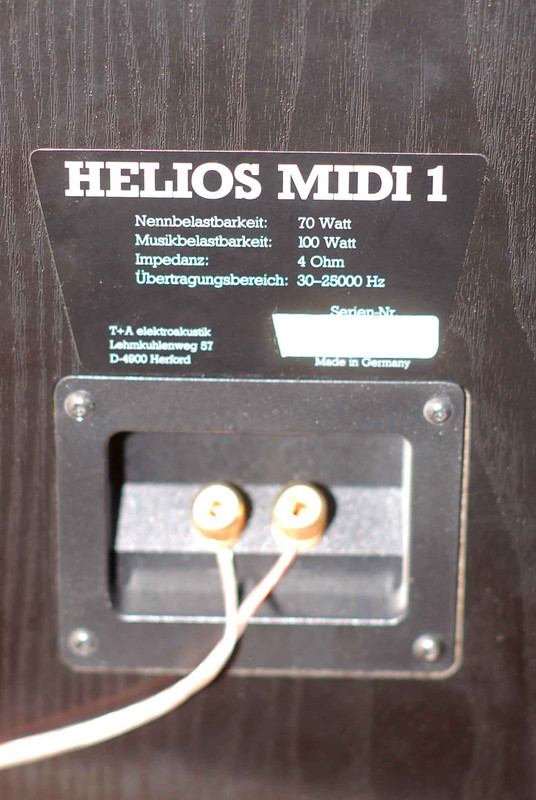 HELIOS MIDI 1
Nennbelastbarkeit: 70 Watt
Musikbelastbarkeit: 100 Watt
Impedanz: 4 Ohm
Übertragungsbereich: 30–25000 Hz
Serien-Nr.
T+A elektroakustik
Lehmkuhlenweg 57
D-4900 Herford
Made in Germany